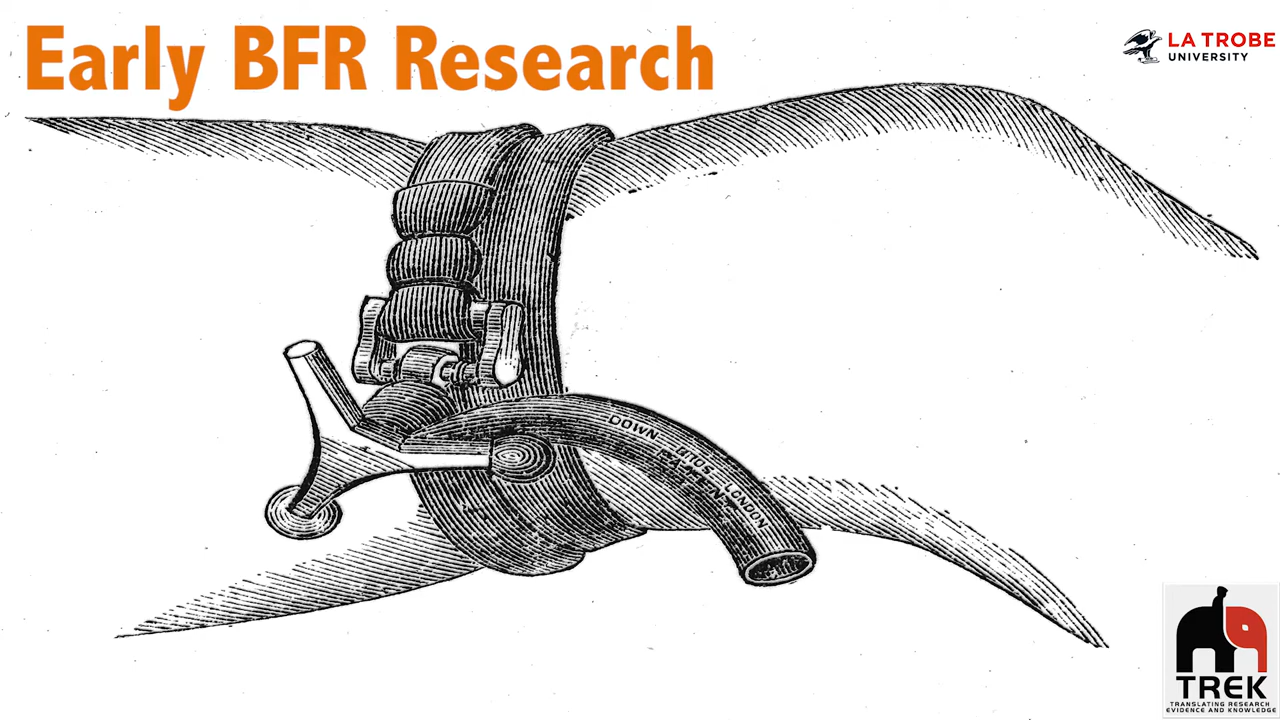 Early BFR Research
LA TROBE
UNIVERSITY
DOWN BROS. LONDON
TREK
TRANSLATING RESEARCH
EVIDENCE AND KNOWLEDGE